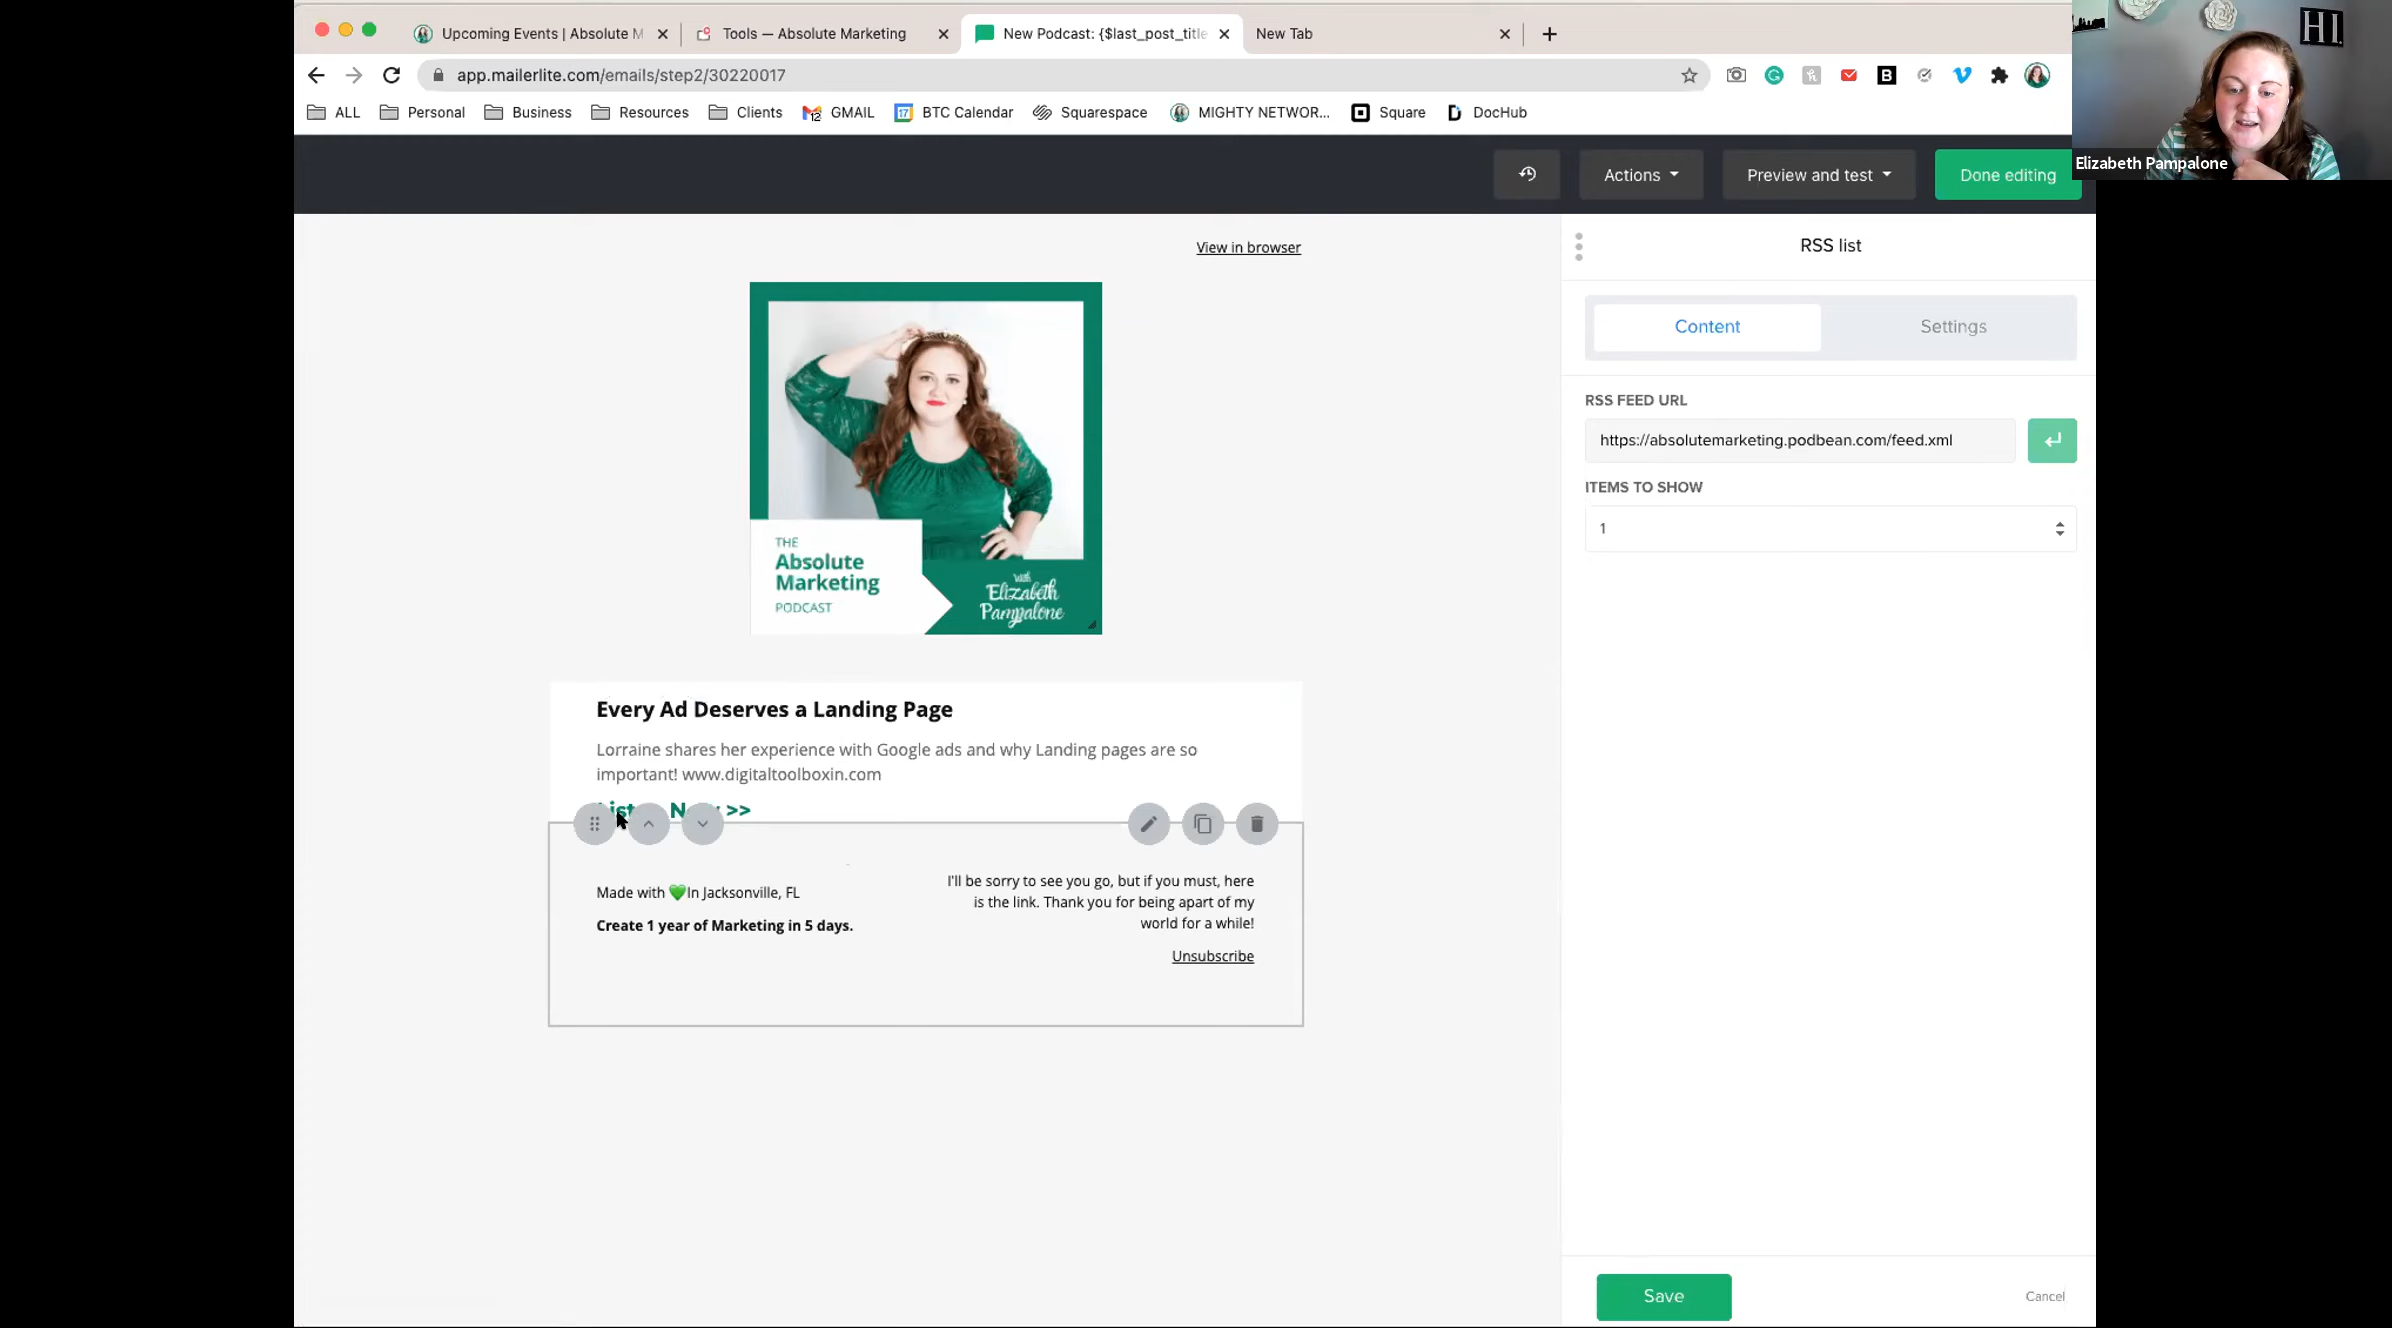 Upcoming Events | Absolute M
Tools — Absolute Marketing
New Podcast: {$last_post_title
New Tab
HI.
app.mailerlite.com/emails/step2/30220017
B
ALL
Personal
Business
Resources
Clients
12
GMAIL
17
BTC Calendar
Squarespace
MIGHTY NETWOR...
Square
DocHub
Elizabeth Pampalone
Actions
Preview and test
Done editing
View in browser
THE
Absolute
Marketing
PODCAST
with
Elizabeth
Pampalone
Every Ad Deserves a Landing Page
Lorraine shares her experience with Google ads and why Landing pages are so
important! www.digitaltoolboxin.com
>>
Made with 💚In Jacksonville, FL
Create 1 year of Marketing in 5 days.
I'll be sorry to see you go, but if you must, here
is the link. Thank you for being apart of my
world for a while!
Unsubscribe
RSS list
Content
Settings
RSS FEED URL
https://absolutemarketing.podbean.com/feed.xml
ITEMS TO SHOW
1
Save
Cancel